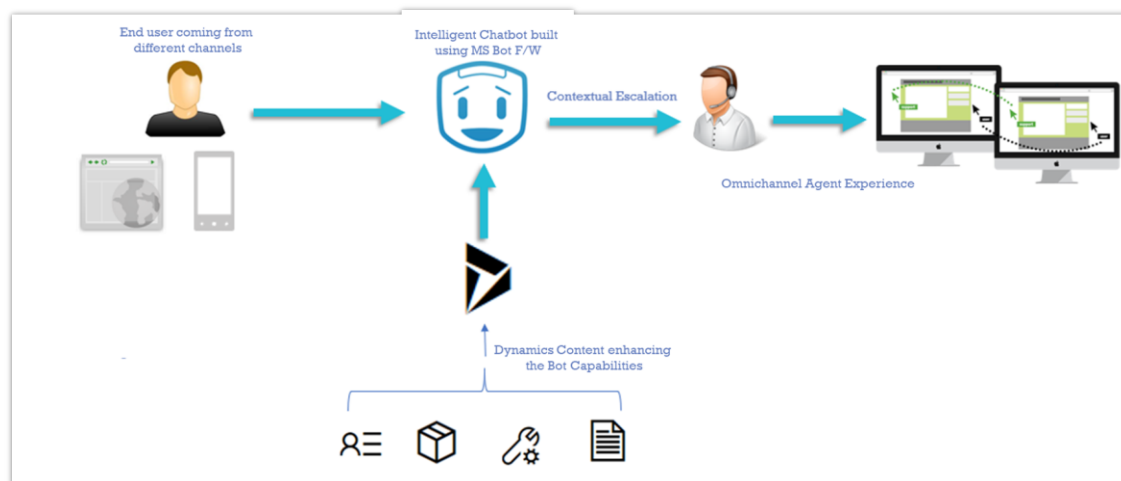 End user coming from
different channels
Intelligent Chatbot built
using MS Bot F/W
Contextual Escalation
Omnichannel Agent Experience
Dynamics Content enhancing
the Bot Capabilities